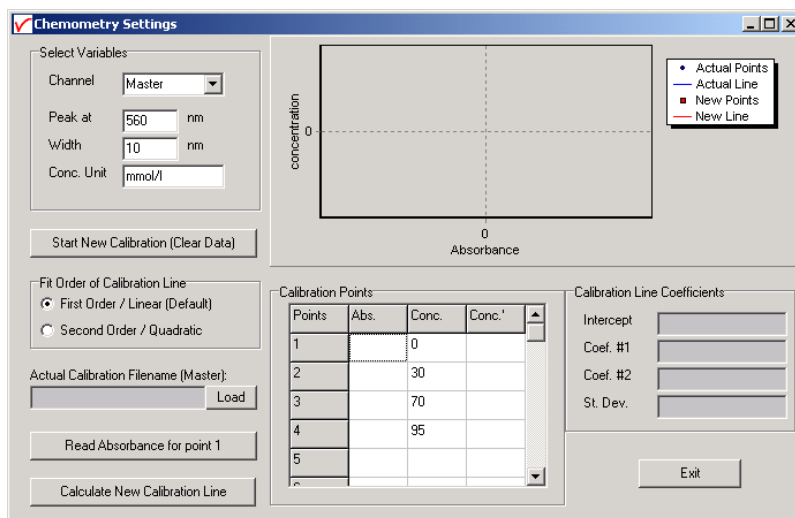 Chemometry Settings
Select Variables
Channel Master
Peak at 560 nm
Width 10 nm
Conc. Unit mmol/l
Start New Calibration (Clear Data)
Fit Order of Calibration Line
First Order / Linear (Default)
Second Order / Quadratic
Actual Calibration Filename (Master):
Load
Read Absorbance for point 1
Calculate New Calibration Line
concentration
0
0
Absorbance
Actual Points
Actual Line
New Points
New Line
Calibration Points
Points Abs. Conc. Conc.'
1 0
2 30
3 70
4 95
5
Calibration Line Coefficients
Intercept
Coef. #1
Coef. #2
St. Dev.
Exit